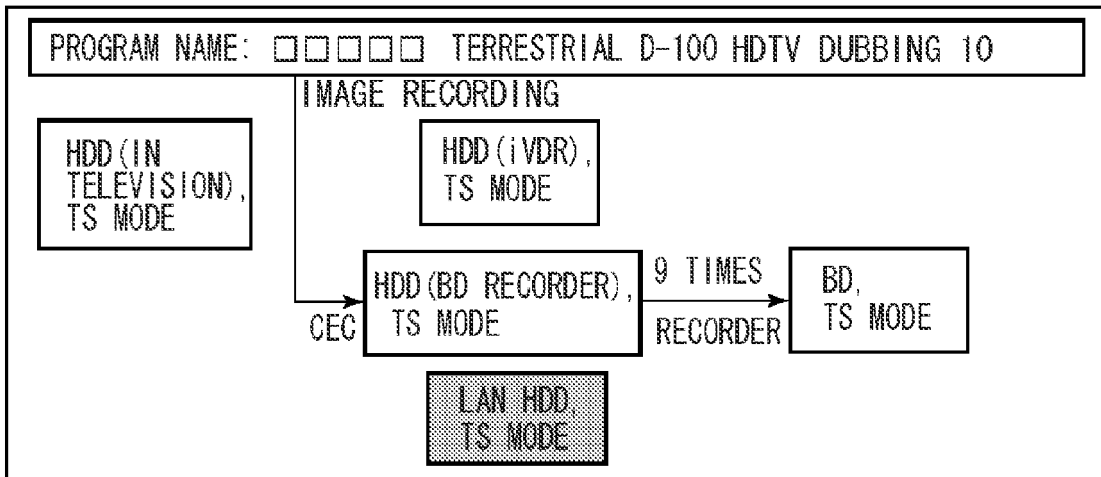 PROGRAM NAME: □□□□□ TERRESTRIAL D-100 HDTV DUBBING 10
IMAGE RECORDING
HDD(IN
TELEVISION),
TS MODE
HDD(iVDR),
TS MODE
CEC
HDD(BD RECORDER),
TS MODE
9 TIMES
RECORDER
BD,
TS MODE
LAN HDD,
TS MODE